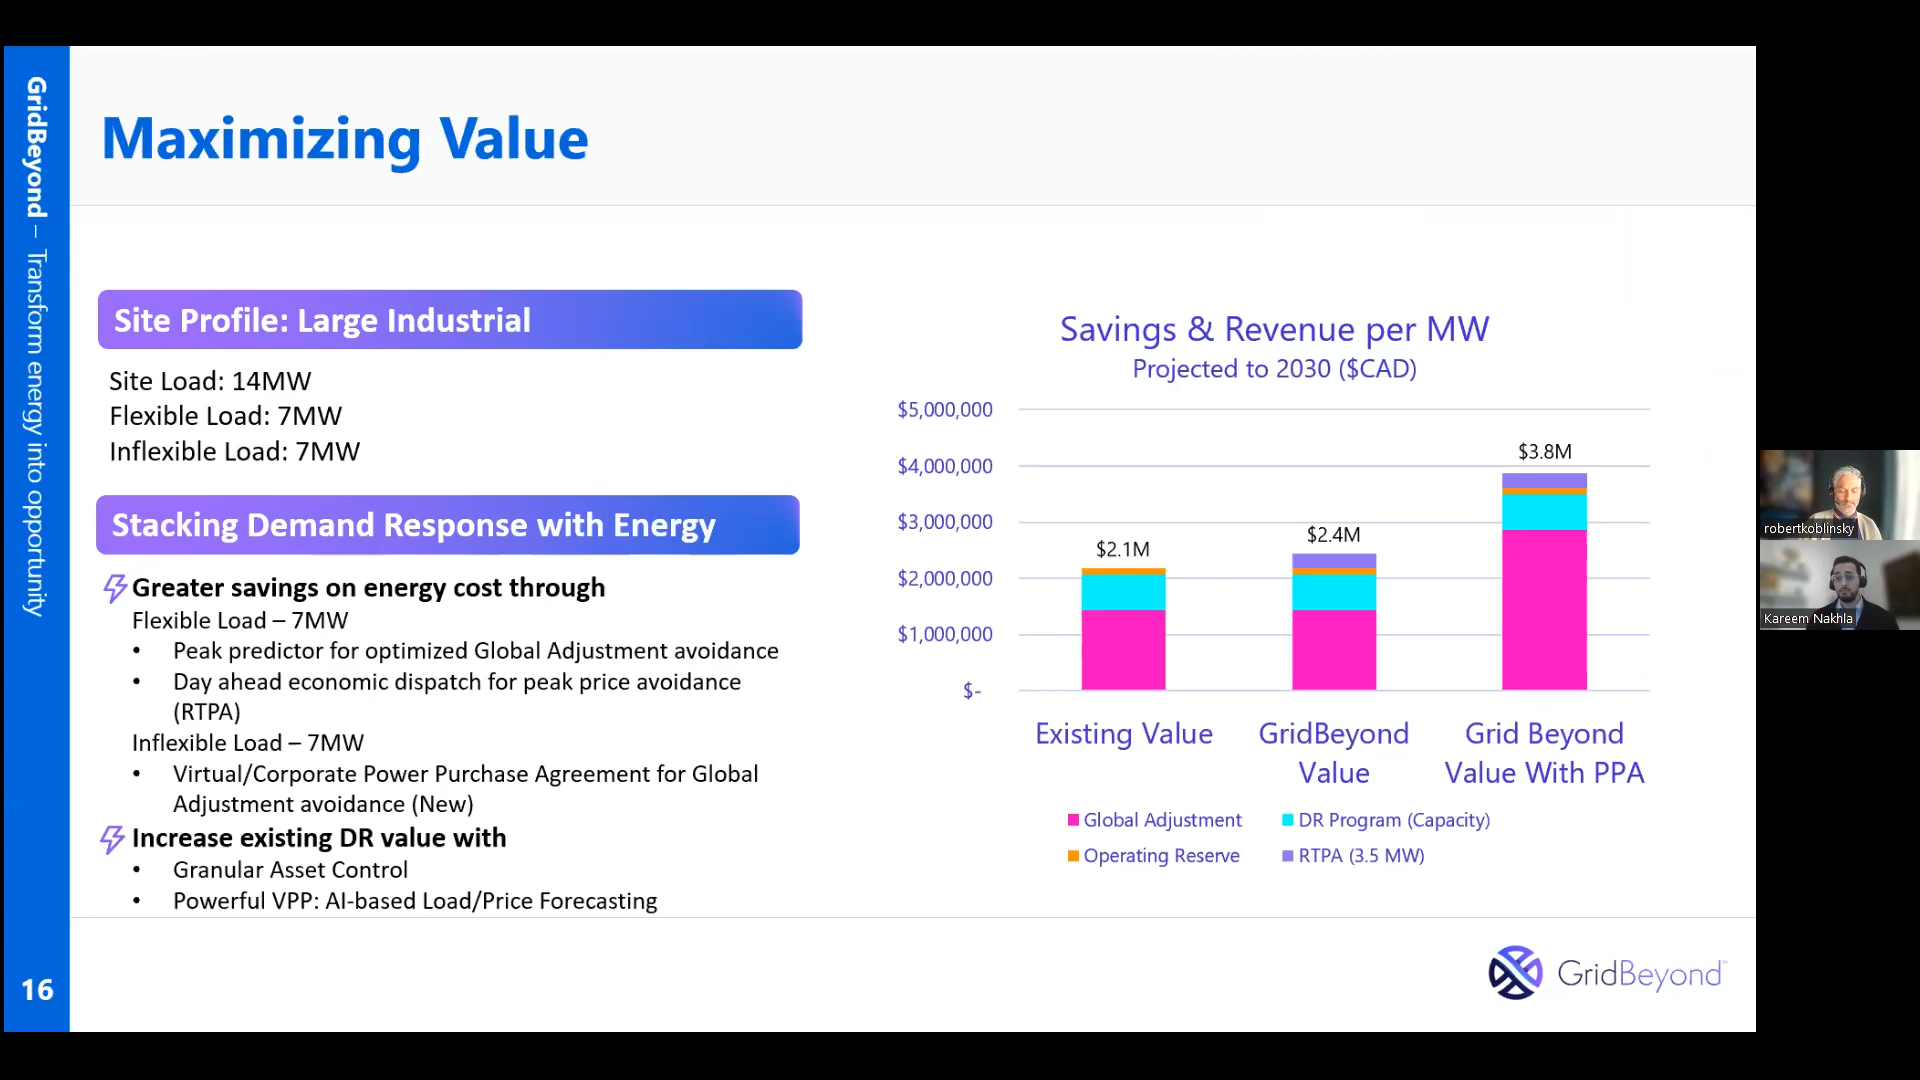 GridBeyond – Transform energy into opportunity
16
Maximizing Value
Site Profile: Large Industrial
Site Load: 14MW
Flexible Load: 7MW
Inflexible Load: 7MW
Stacking Demand Response with Energy
Greater savings on energy cost through
Flexible Load – 7MW
• Peak predictor for optimized Global Adjustment avoidance
• Day ahead economic dispatch for peak price avoidance
(RTPA)
Inflexible Load – 7MW
• Virtual/Corporate Power Purchase Agreement for Global
Adjustment avoidance (New)
Increase existing DR value with
• Granular Asset Control
• Powerful VPP: AI-based Load/Price Forecasting
Savings & Revenue per MW
Projected to 2030 ($CAD)
$5,000,000
$4,000,000
$3,000,000
$2,000,000
$1,000,000
$-
$2.1M
$2.4M
$3.8M
Existing Value
GridBeyond
Value
Grid Beyond
Value With PPA
Global Adjustment
DR Program (Capacity)
Operating Reserve
RTPA (3.5 MW)
GridBeyond™
robertkoblinsky
Kareem Nakhla